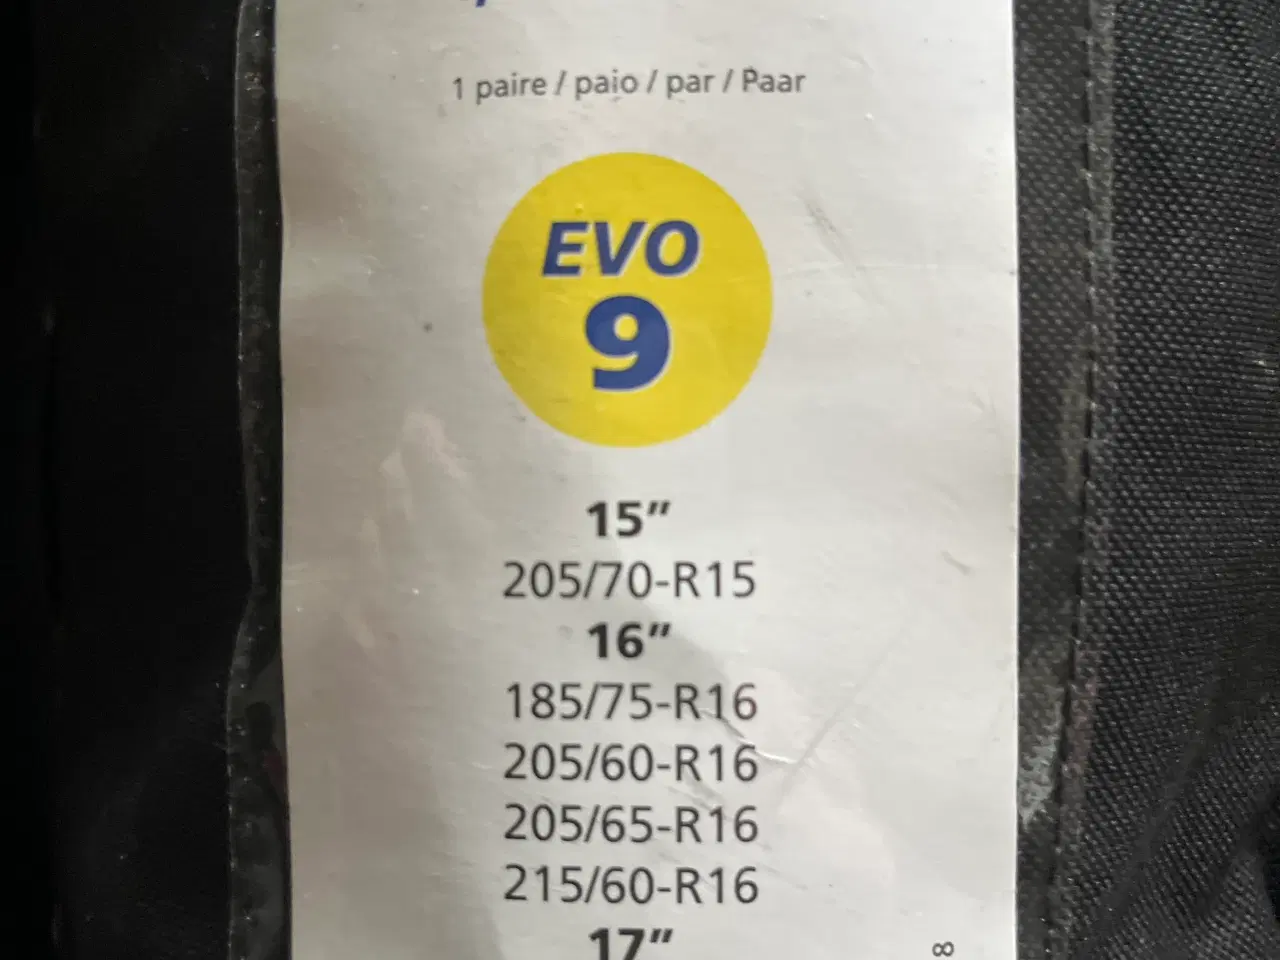 1 paire / paio / par / Paar
EVO
9
15″
205/70-R15
16″
185/75-R16
205/60-R16
205/65-R16
215/60-R16
17″
8